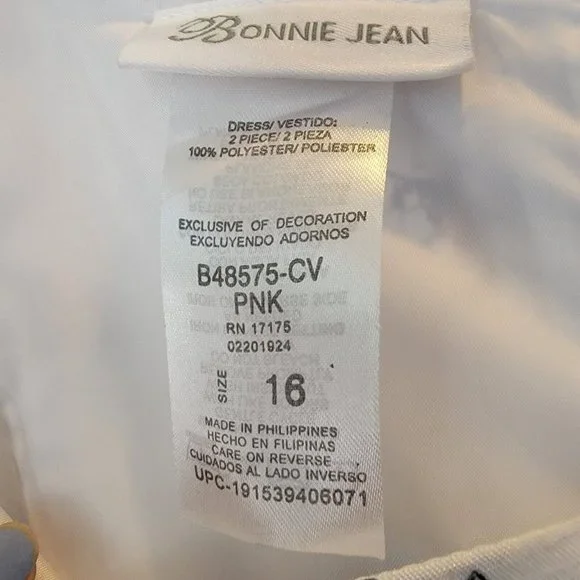 BONNIE JEAN
DRESS/ VESTIDO:
2 PIECE/ 2 PIEZA
100% POLYESTER/ POLIESTER
EXCLUSIVE OF DECORATION
EXCLUYENDO ADORNOS
B48575-CV
PNK
RN 17175
02201924
SIZE 16
MADE IN PHILIPPINES
HECHO EN FILIPINAS
CARE ON REVERSE
CUIDADOS AL LADO INVERSO
UPC-191539406071